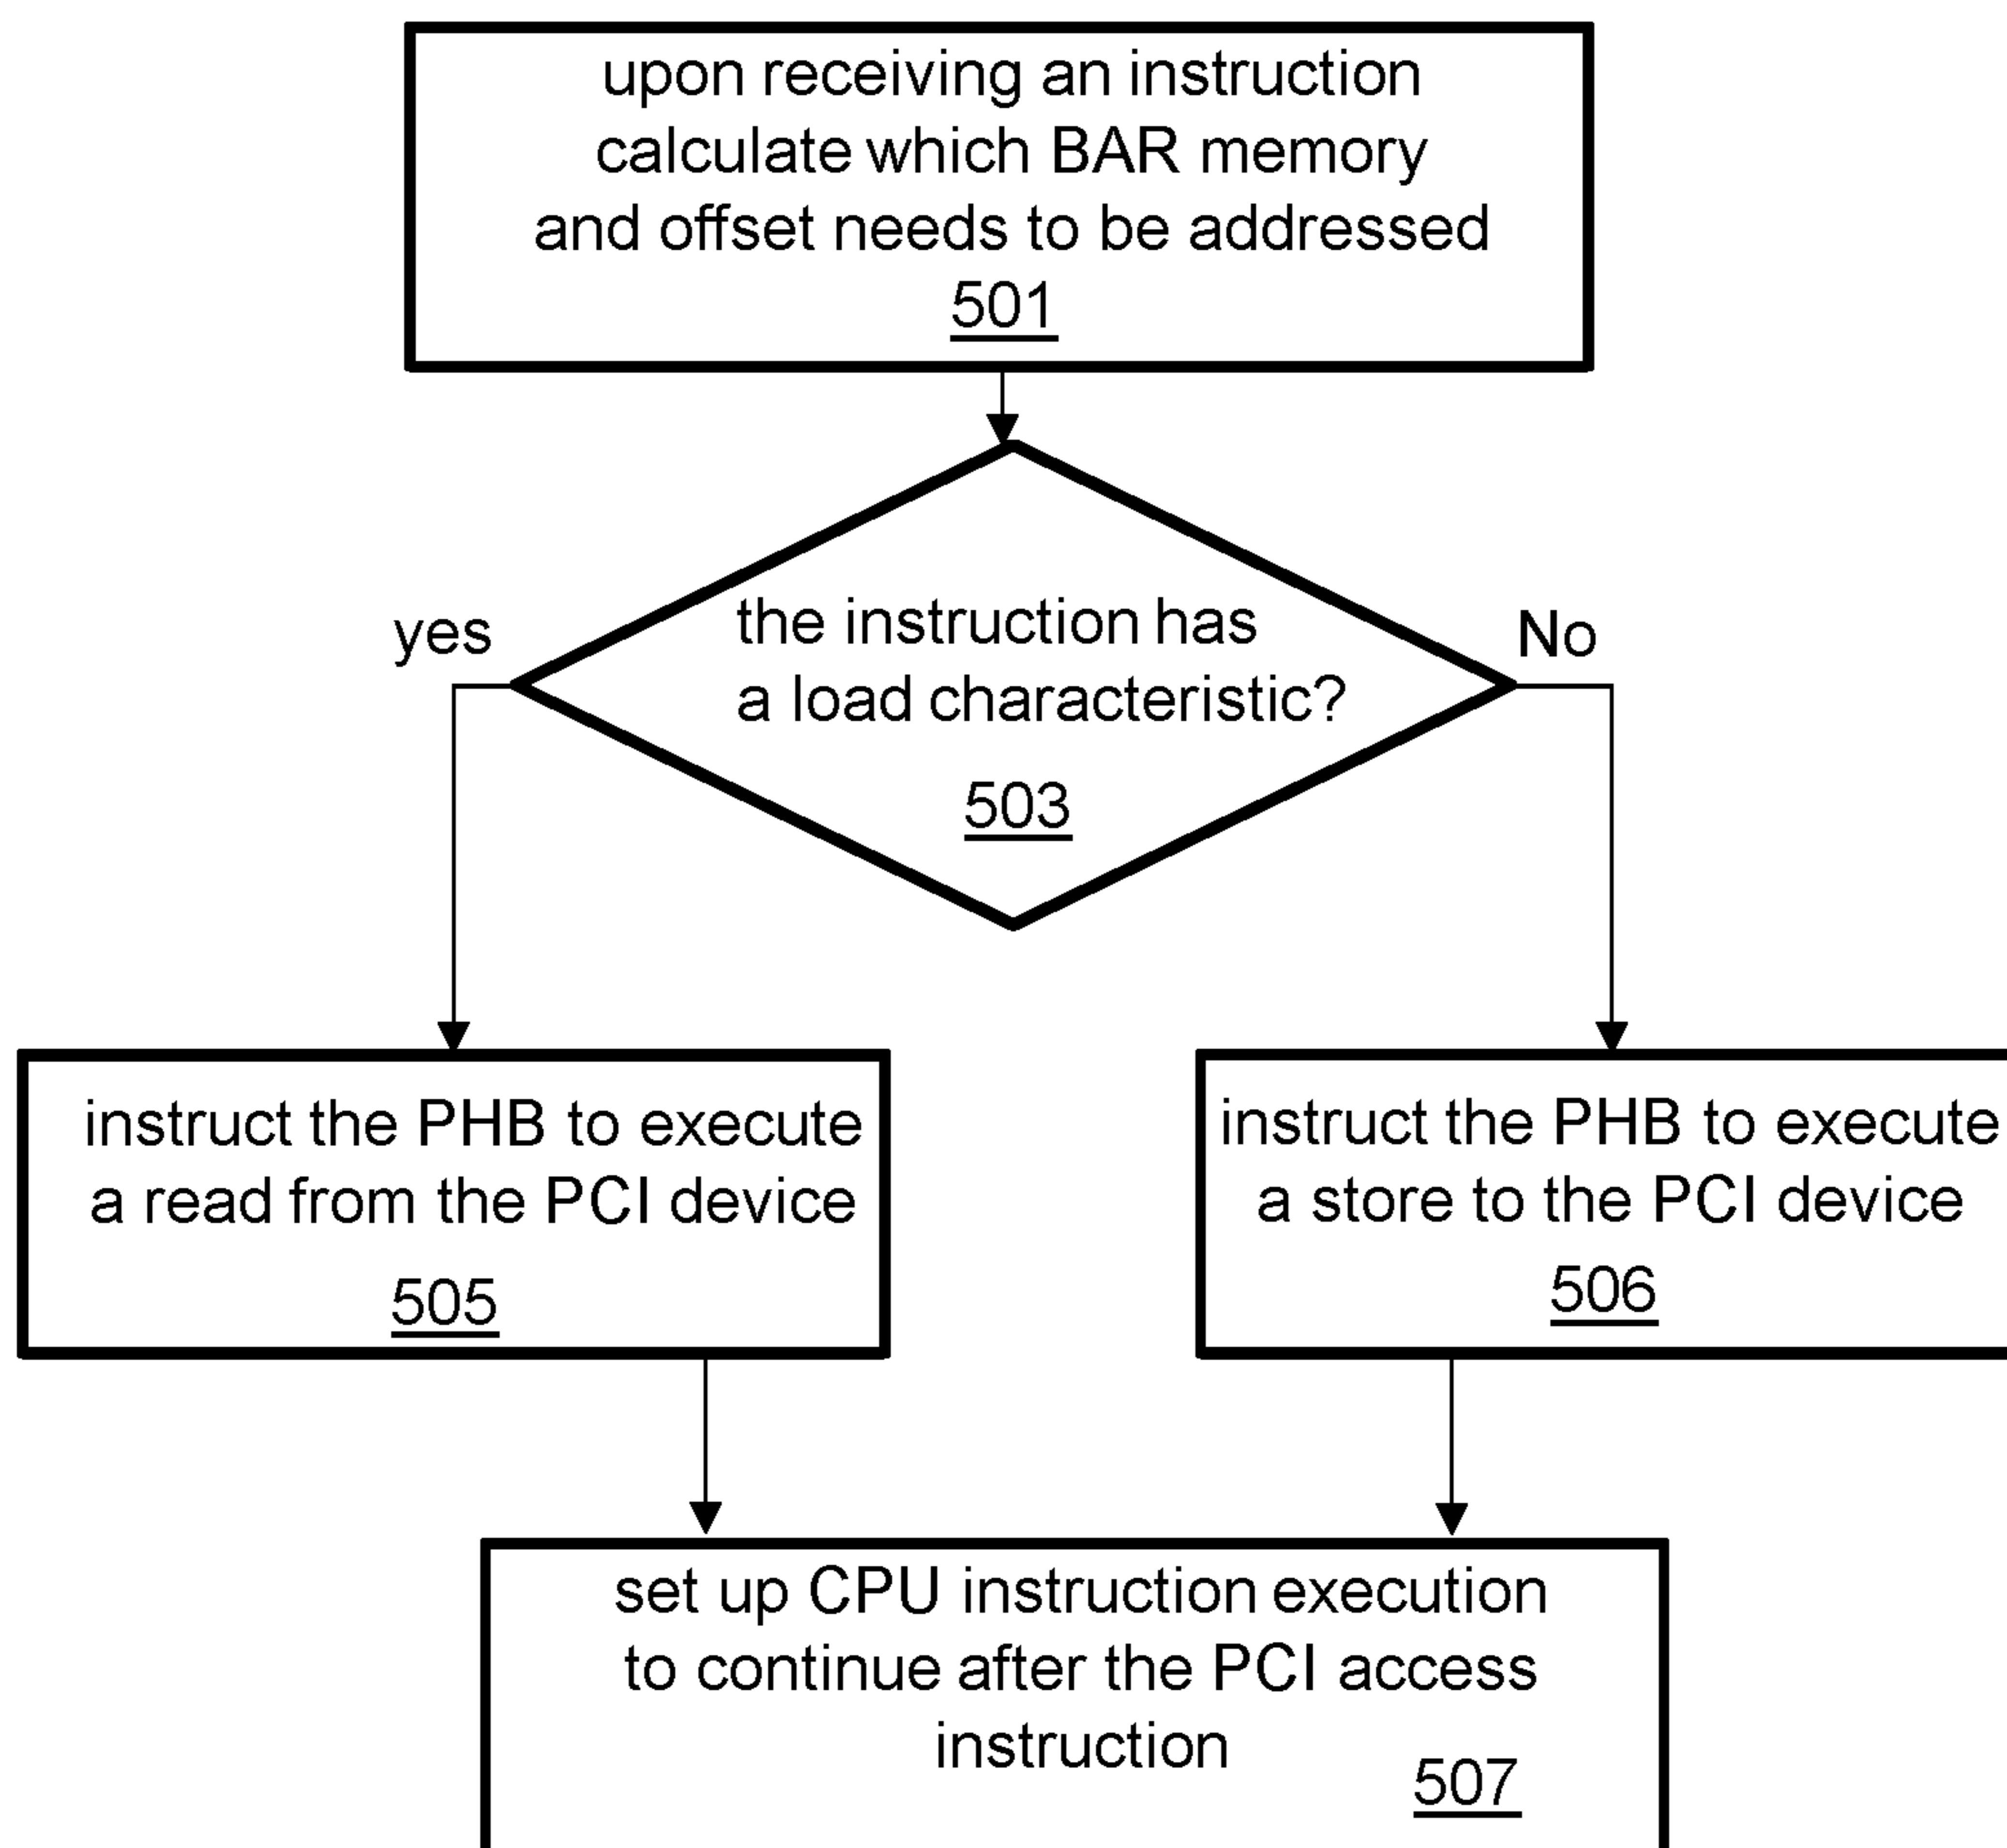 upon receiving an instruction
calculate which BAR memory
and offset needs to be addressed
501
the instruction has
a load characteristic?
503
yes
No
instruct the PHB to execute
a read from the PCI device
505
instruct the PHB to execute
a store to the PCI device
506
set up CPU instruction execution
to continue after the PCI access
instruction
507